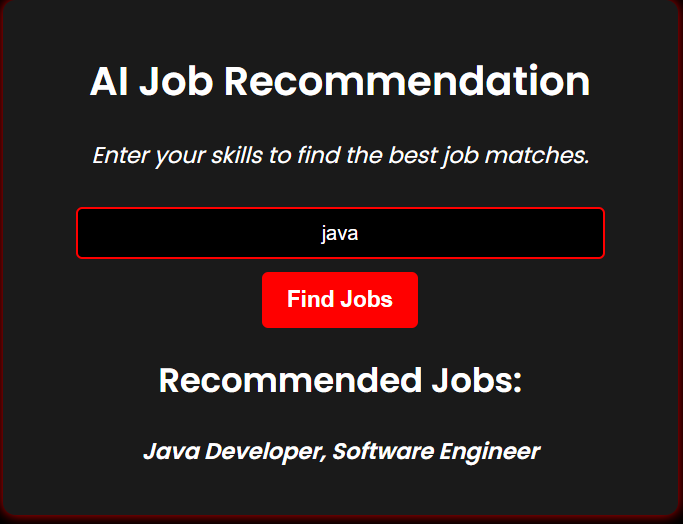 AI Job Recommendation
Enter your skills to find the best job matches.
java
Find Jobs
Recommended Jobs:
Java Developer, Software Engineer